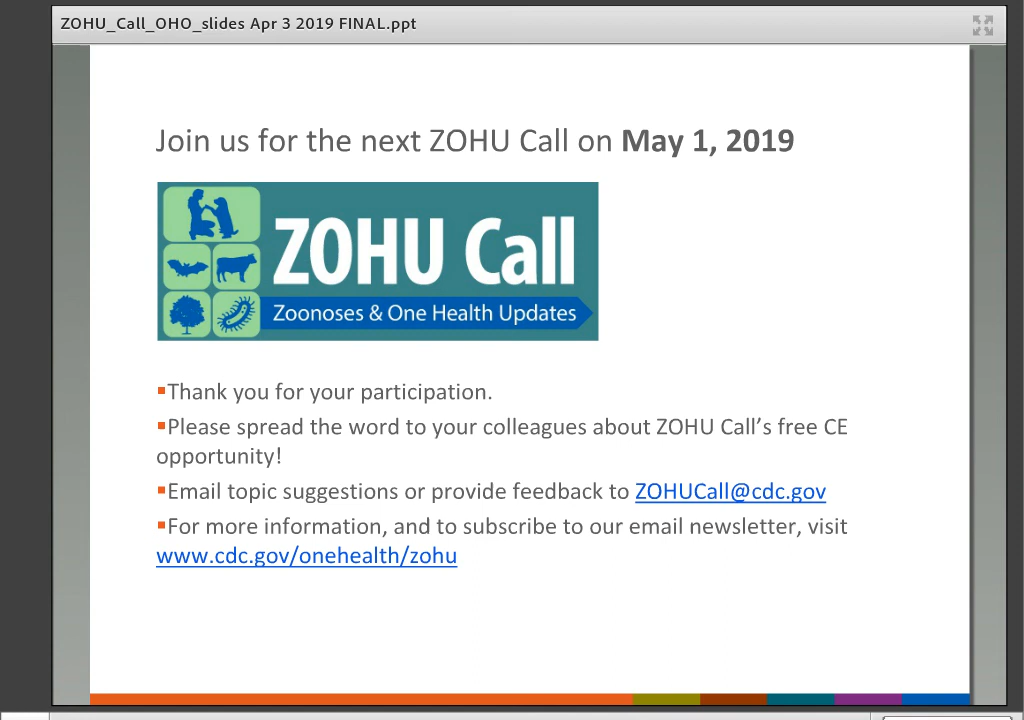 ZOHU_Call_OHO_slides Apr 3 2019 FINAL.ppt
Join us for the next ZOHU Call on May 1, 2019
ZOHU Call
Zoonoses & One Health Updates
▪Thank you for your participation.
▪Please spread the word to your colleagues about ZOHU Call’s free CE
opportunity!
▪Email topic suggestions or provide feedback to ZOHUCall@cdc.gov
▪For more information, and to subscribe to our email newsletter, visit
www.cdc.gov/onehealth/zohu